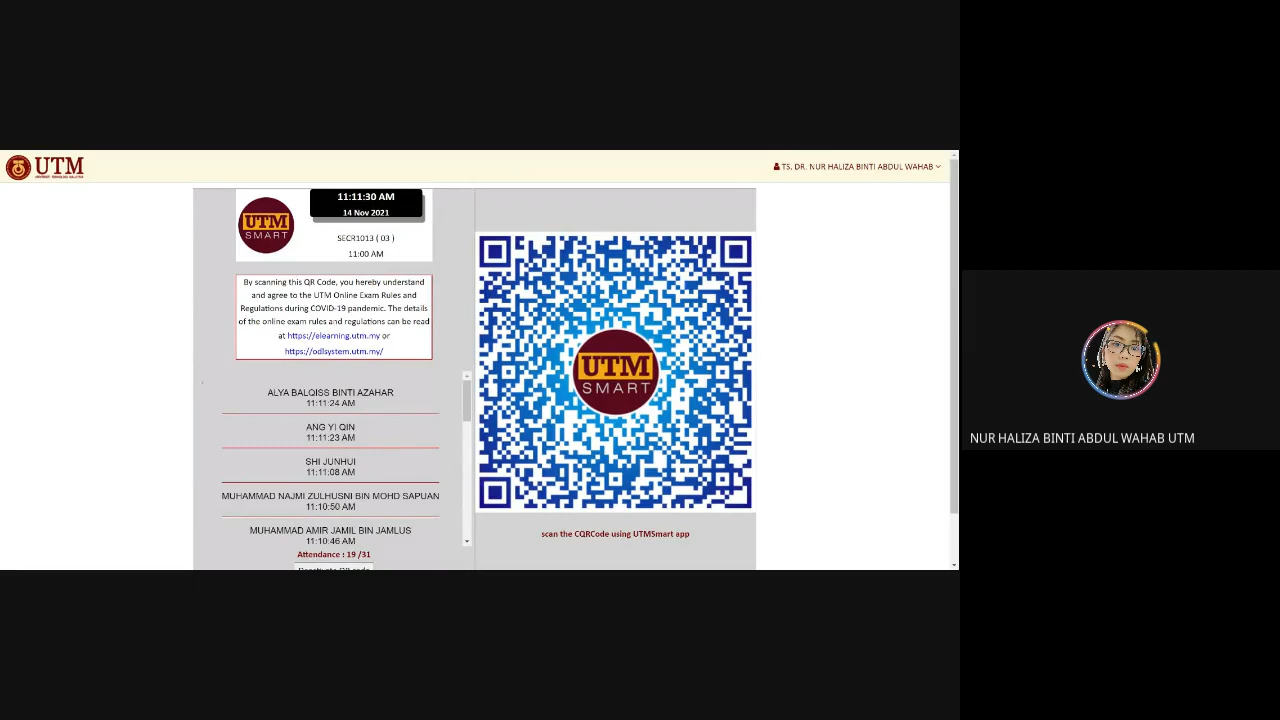 UTM
UNIVERSITI TEKNOLOGI MALAYSIA
TS. DR. NUR HALIZA BINTI ABDUL WAHAB
UTM
SMART
11:11:30 AM
14 Nov 2021
SECR1013 ( 03 )
11:00 AM
By scanning this QR Code, you hereby understand
and agree to the UTM Online Exam Rules and
Regulations during COVID-19 pandemic. The details
of the online exam rules and regulations can be read
at https://elearning.utm.my or
https://odlsystem.utm.my/
ALYA BALQISS BINTI AZAHAR
11:11:24 AM
ANG YI QIN
11:11:23 AM
SHI JUNHUI
11:11:08 AM
MUHAMMAD NAJMI ZULHUSNI BIN MOHD SAPUAN
11:10:50 AM
MUHAMMAD AMIR JAMIL BIN JAMLUS
11:10:46 AM
Attendance : 19 /31
Deactivate QR code
UTM
SMART
scan the CQRCode using UTMSmart app
NUR HALIZA BINTI ABDUL WAHAB UTM